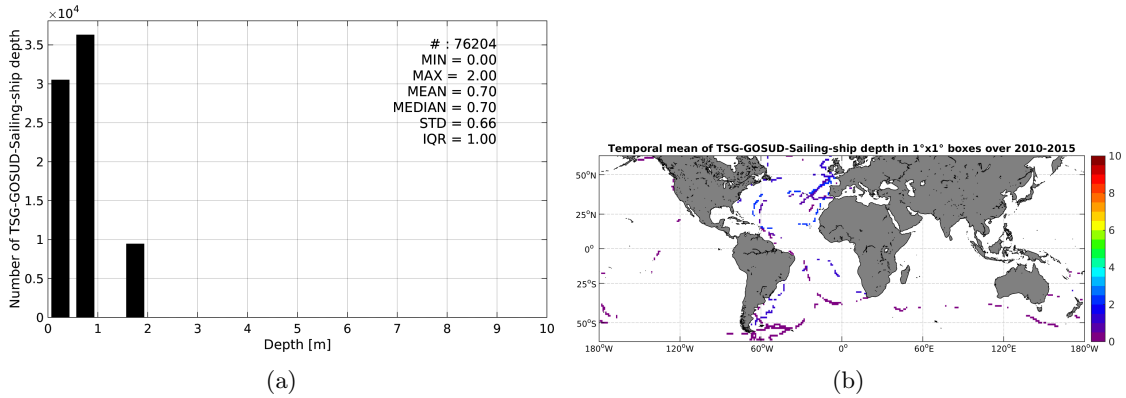 ×10⁴
Number of TSG-GOSUD-Sailing-ship depth
3.5
3
2.5
2
1.5
1
0.5
0
# : 76204
MIN = 0.00
MAX = 2.00
MEAN = 0.70
MEDIAN = 0.70
STD = 0.66
IQR = 1.00
0 1 2 3 4 5 6 7 8 9 10
Depth [m]
(a)
Temporal mean of TSG-GOSUD-Sailing-ship depth in 1°x1° boxes over 2010-2015
50°N
25°N
0°
25°S
50°S
180°W 120°W 60°W 0° 60°E 120°E 180°W
10
8
6
4
2
0
(b)